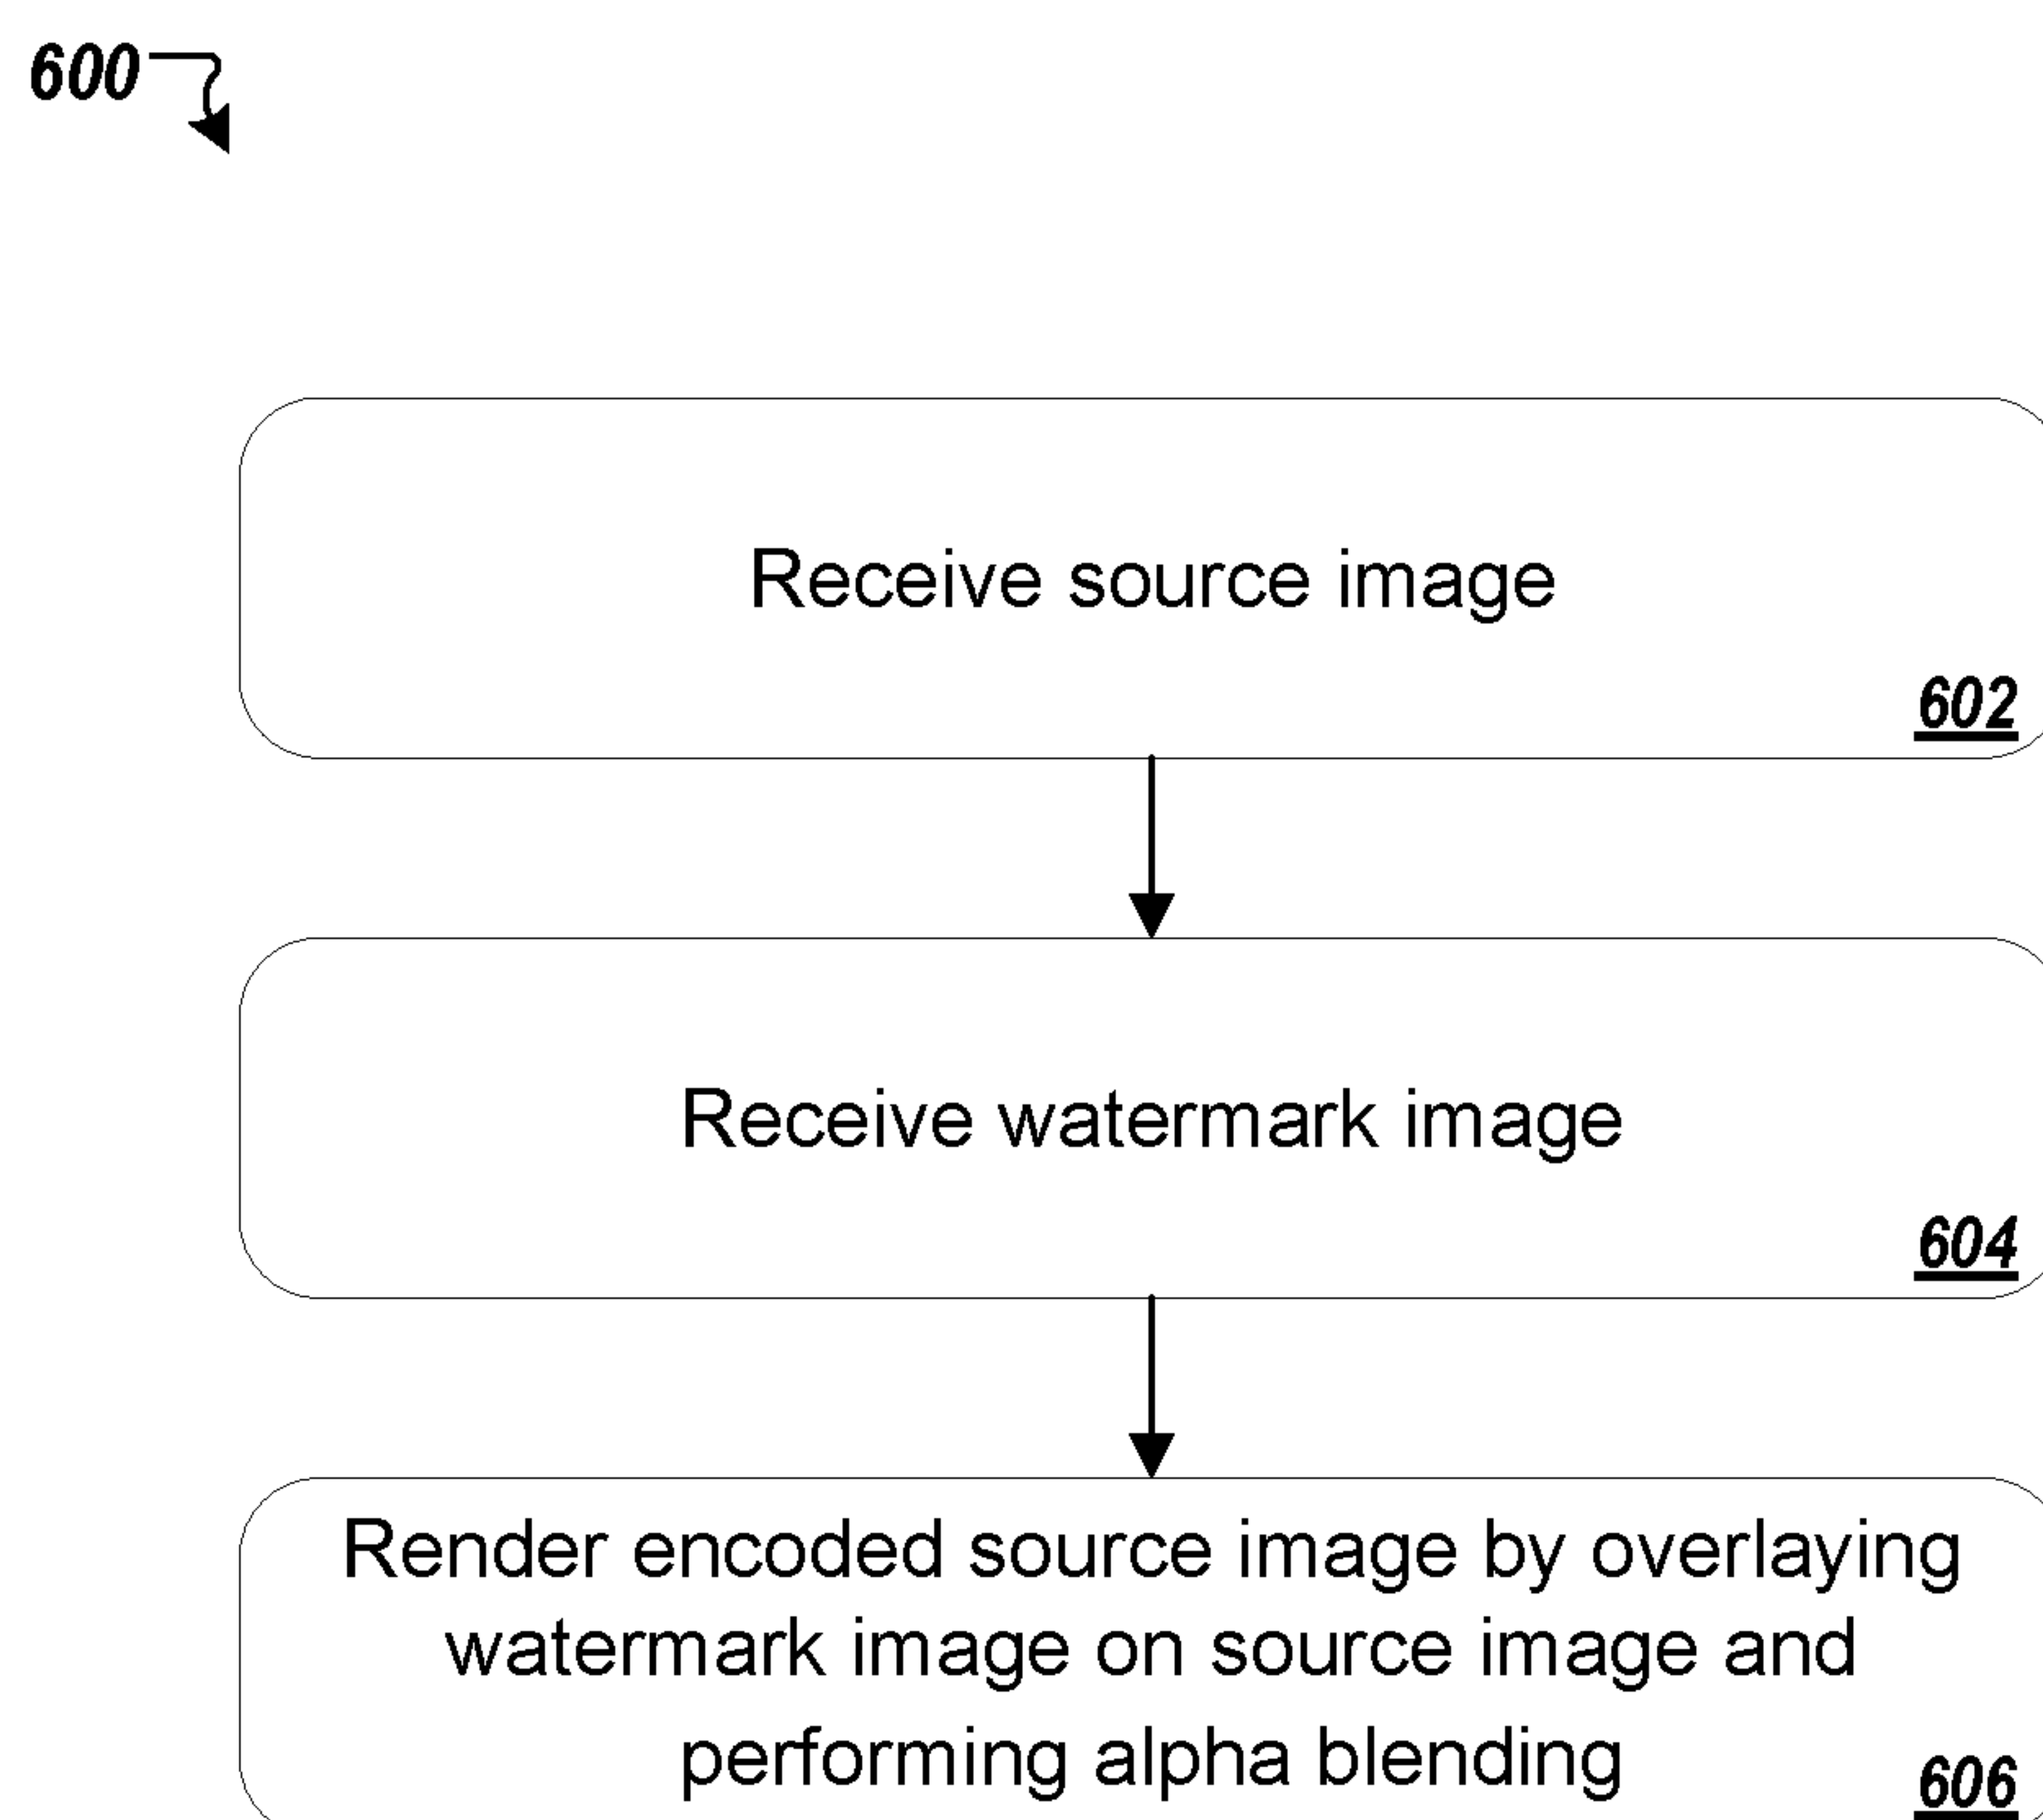 600
Receive source image
602
Receive watermark image
604
Render encoded source image by overlaying
watermark image on source image and
performing alpha blending
606